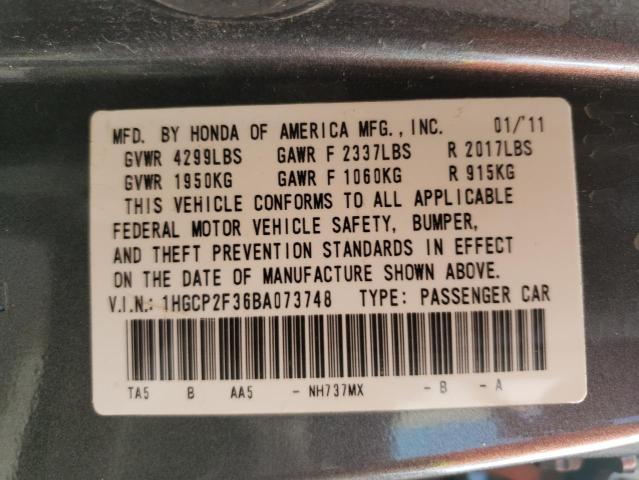 MFD. BY HONDA OF AMERICA MFG., INC. 01/'11
GVWR 4299LBS GAWR F 2337LBS R 2017LBS
GVWR 1950KG GAWR F 1060KG R 915KG
THIS VEHICLE CONFORMS TO ALL APPLICABLE
FEDERAL MOTOR VEHICLE SAFETY, BUMPER,
AND THEFT PREVENTION STANDARDS IN EFFECT
ON THE DATE OF MANUFACTURE SHOWN ABOVE.
V.I.N.: 1HGCP2F36BA073748 TYPE: PASSENGER CAR
TA5 B AA5 - NH737MX - B - A